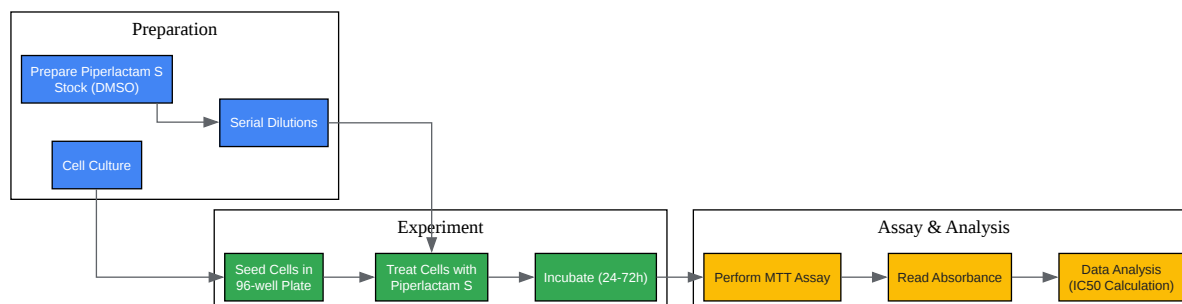 Preparation
Prepare Piperlactam S
Stock (DMSO)
Serial Dilutions
Cell Culture
Experiment
Seed Cells in
96-well Plate
Treat Cells with
Piperlactam S
Incubate (24-72h)
Assay & Analysis
Perform MTT Assay
Read Absorbance
Data Analysis
(IC50 Calculation)